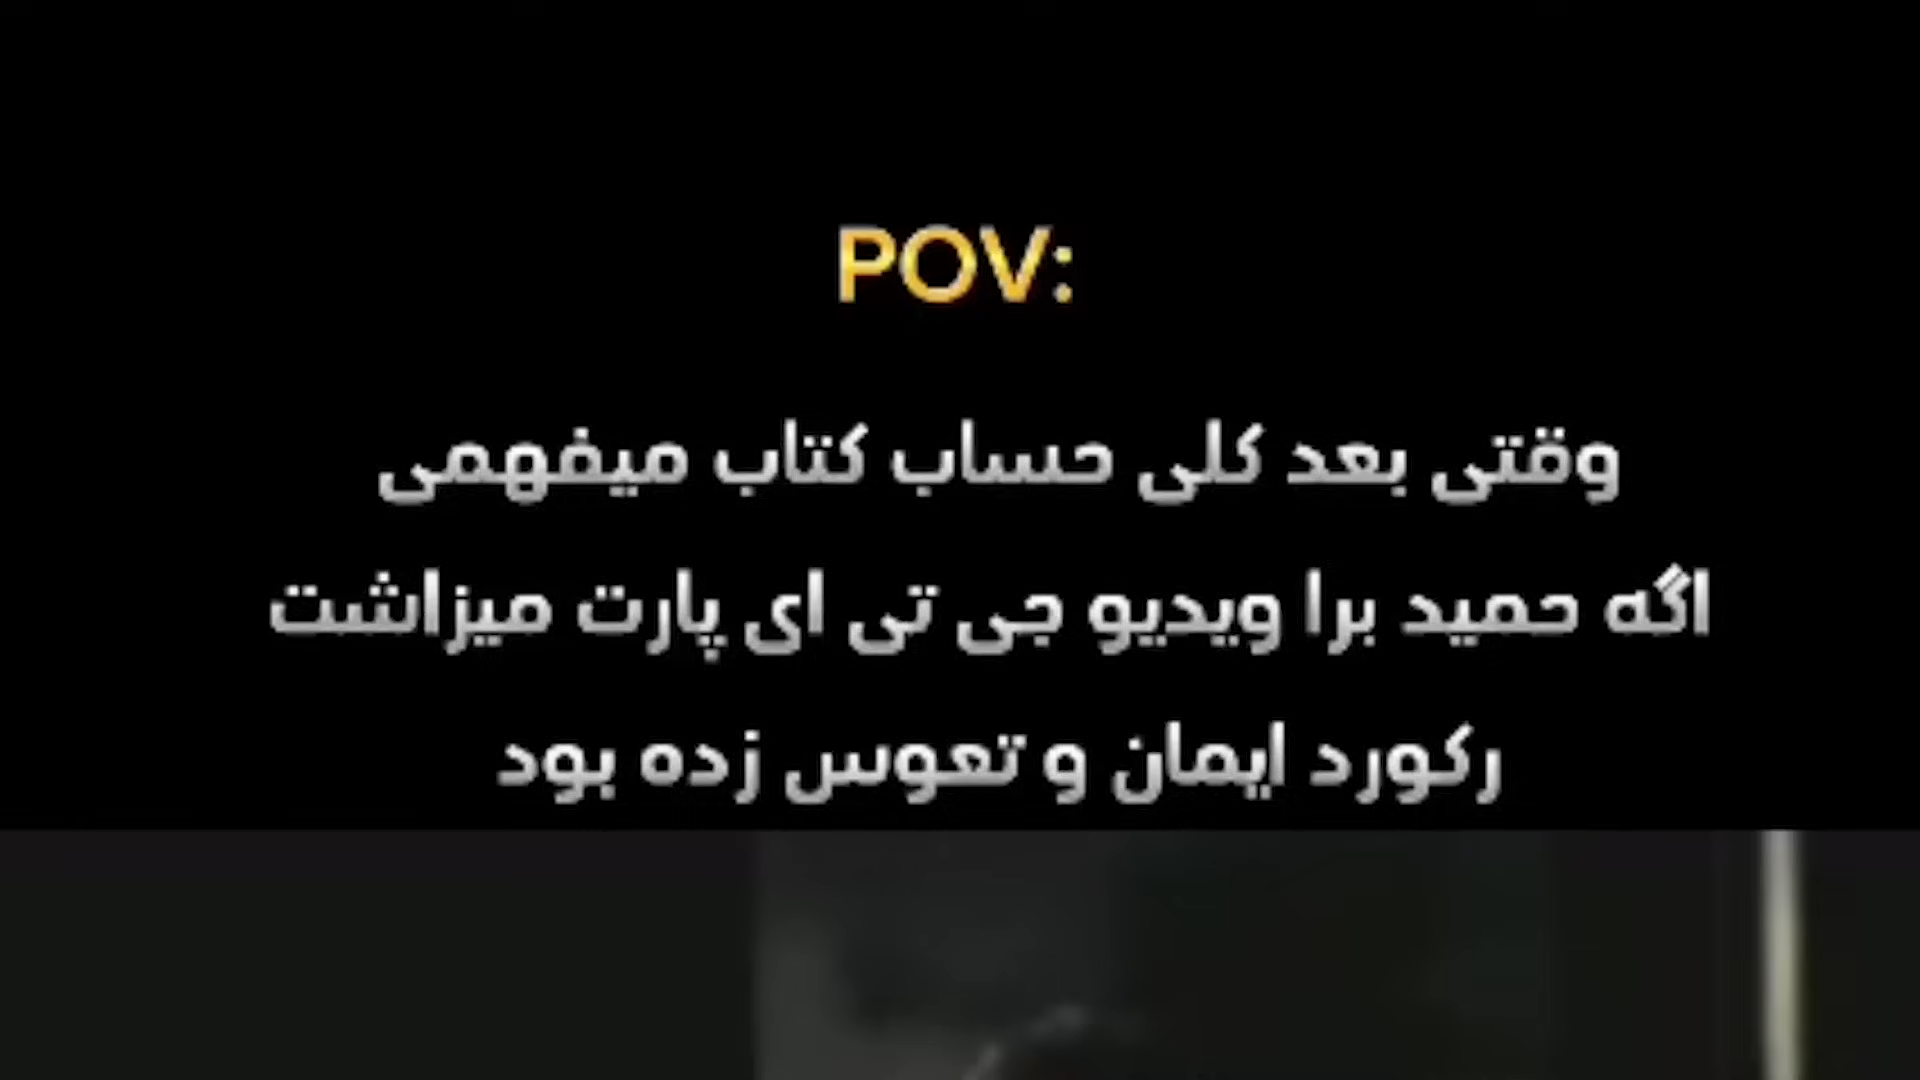 POV:
وقتی بعد کلی حساب کتاب میفهمی
اگه حمید برا ویدیو جی تی ای پارت میزاشت
رکورد ایمان و تعوس زده بود